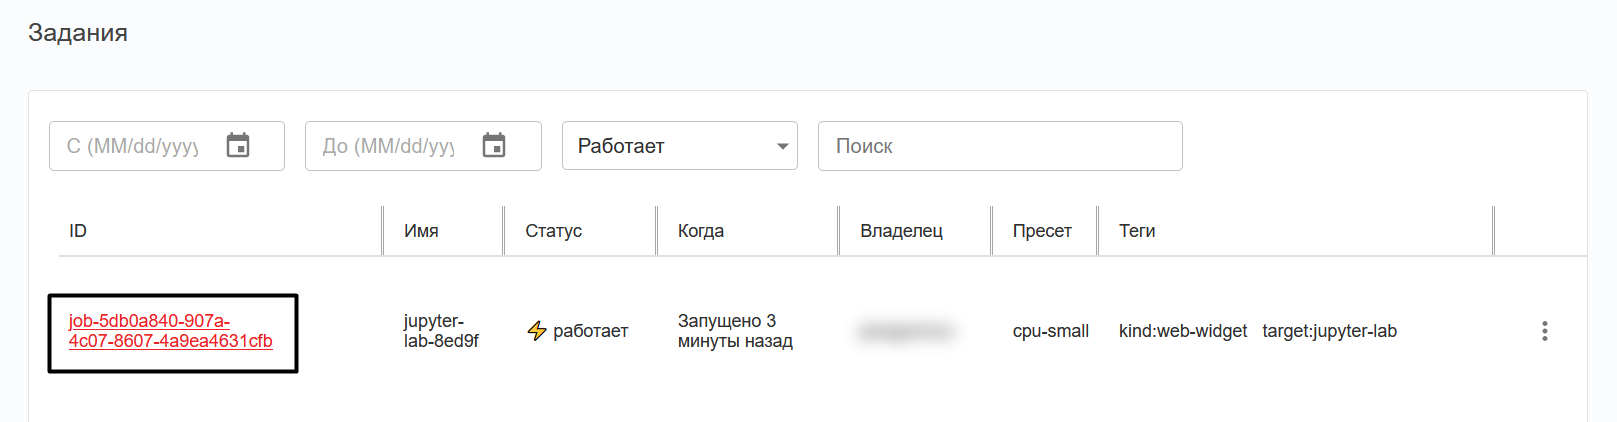 Задания
С (MM/dd/yyyy
До (MM/dd/yyy
Работает
Поиск
ID Имя Статус Когда Владелец Пресет Теги
job-5db0a840-907a-
4c07-8607-4a9ea4631cfb
jupyter-
lab-8ed9f
работает
Запущено 3
минуты назад
cpu-small
kind:web-widget target:jupyter-lab